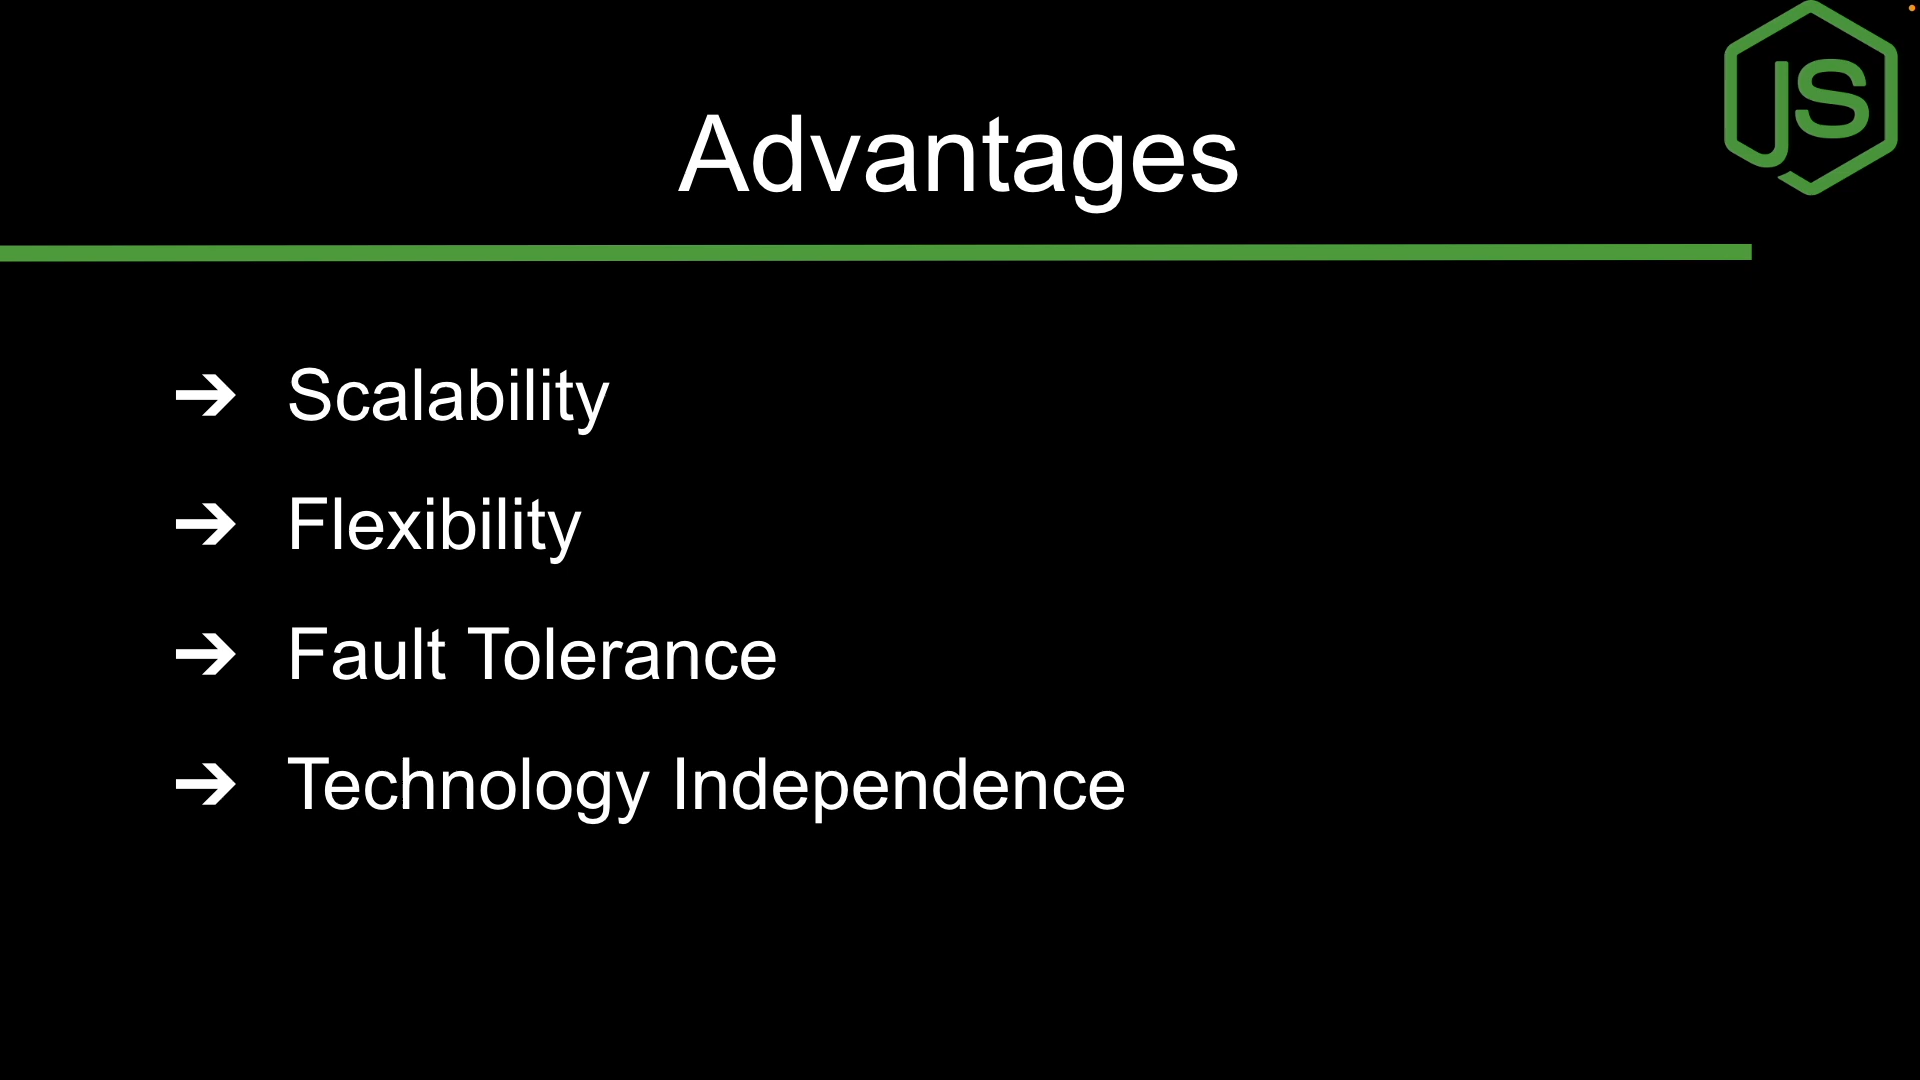 JS
Advantages
➔ Scalability
➔ Flexibility
➔ Fault Tolerance
➔ Technology Independence